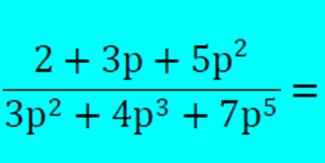 2 + 3p + 5p²
3p² + 4p³ + 7p⁵ =